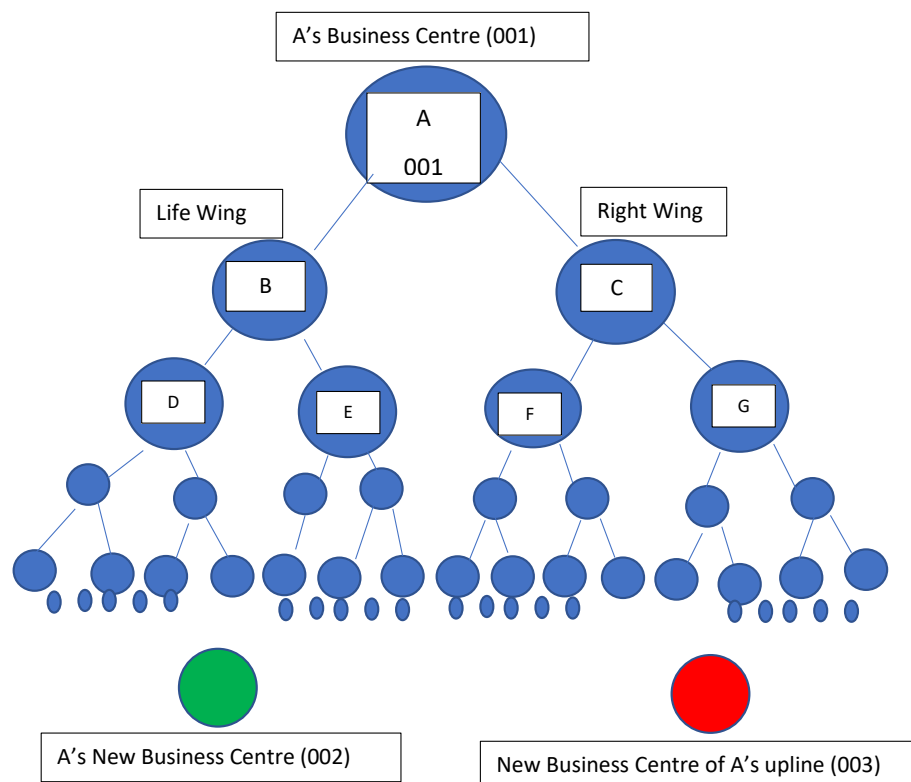 A's Business Centre (001)
A
001
Life Wing
Right Wing
B
C
D
E
F
G
A's New Business Centre (002)
New Business Centre of A's upline (003)